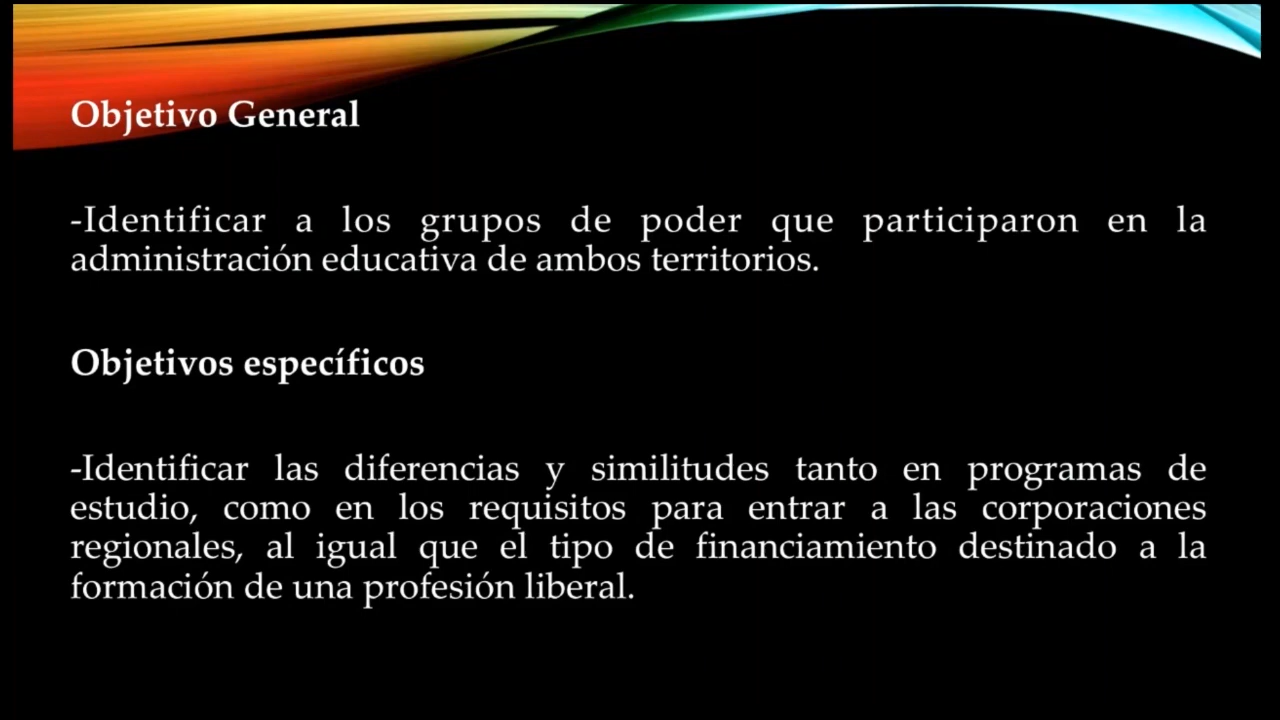 Objetivo General
-Identificar a los grupos de poder que participaron en la
administración educativa de ambos territorios.
Objetivos específicos
-Identificar las diferencias y similitudes tanto en programas de
estudio, como en los requisitos para entrar a las corporaciones
regionales, al igual que el tipo de financiamiento destinado a la
formación de una profesión liberal.